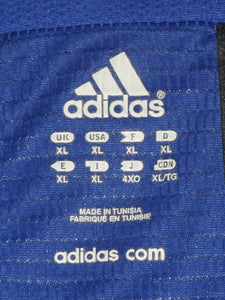 adidas®
UK USA F D
XL XL XL XL
E I J CDN
XL XL 4XO XL/TG
MADE IN TUNISIA
FABRIQUÉ EN TUNISIE
adidas com